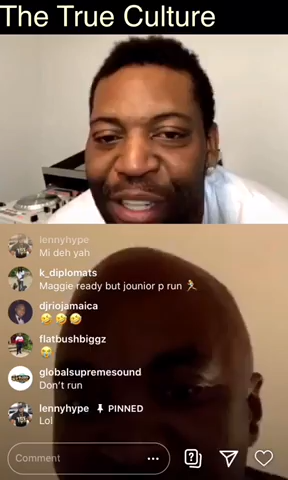 The True Culture
lennyhype
Mi deh yah
k_diplomats
Maggie ready but jounior p run 🏃🏽
djriojamaica
🤣🤣🤣
flatbushbiggz
😭
globalsupremesound
Don't run
lennyhype 📌 PINNED
Lol
Comment